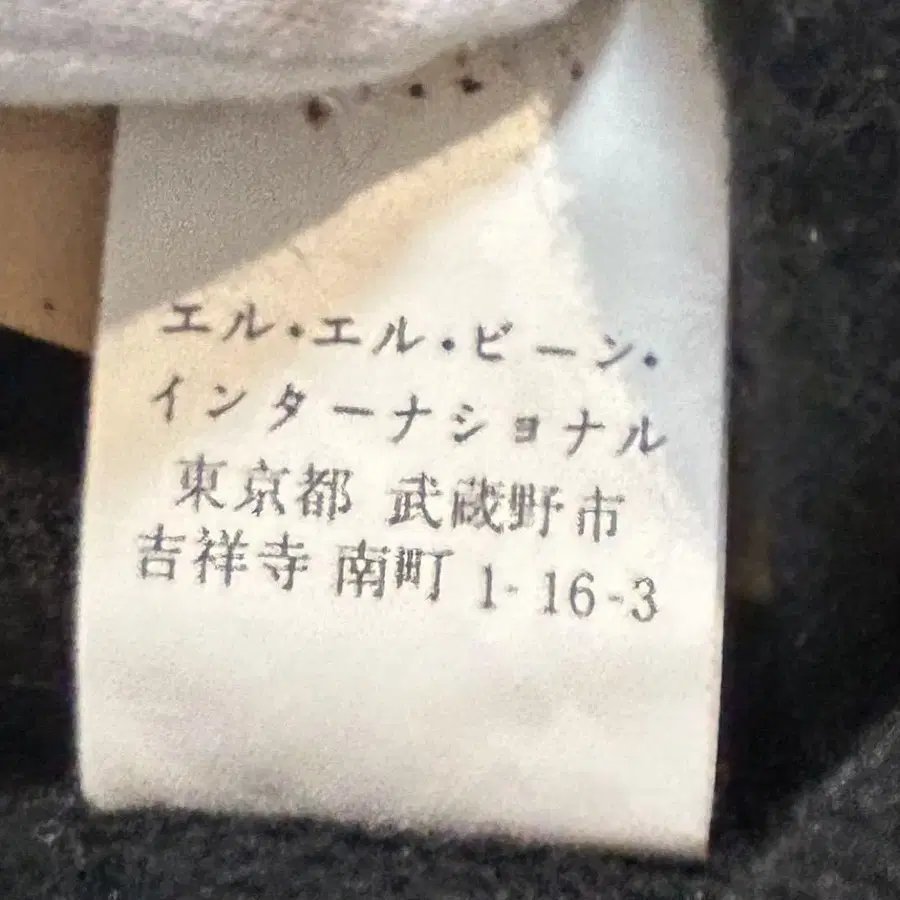 エル・エル・ビーン・
インターナショナル
東京都 武蔵野市
吉祥寺 南町 1-16-3